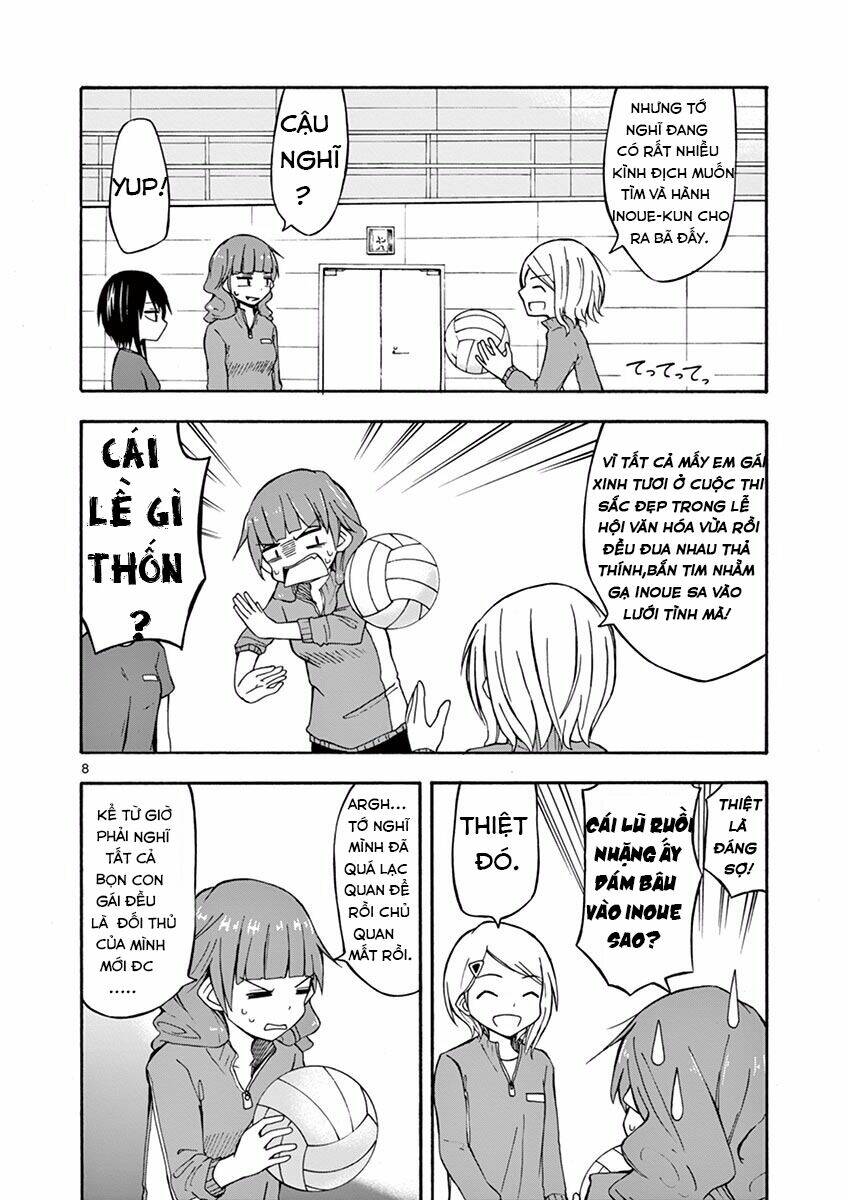 NHƯNG TỚ
NGHĨ ĐANG
CÓ RẤT NHIỀU
KÌNH ĐỊCH MUỐN
TÌM VÀ HÀNH
INOUE-KUN CHO
RA BÃ ĐẤY.
CẬU
NGHĨ
?
YUP!
てってってっ
VÌ TẤT CẢ MẤY EM GÁI
XINH TƯƠI Ở CUỘC THI
SẮC ĐẸP TRONG LỄ
HỘI VĂN HÓA VỪA RỒI
ĐỀU ĐUA NHAU THẢ
THÍNH,BẮN TIM NHẰM
GẠ INOUE SA VÀO
LƯỚI TÌNH MÀ!
CÁI
LỀ GÌ
THỐN
?
8
THIỆT
LÀ
ĐÁNG
SỢ!
CÁI LŨ RUỒI
NHẶNG ẤY
DÁM BÂU
VÀO INOUE
SAO?
THIỆT
ĐÓ.
ARGH...
TỚ NGHĨ
MÌNH ĐÃ
QUÁ LẠC
QUAN ĐỂ
RỒI CHỦ
QUAN
MẤT RỒI.
KỂ TỪ GIỜ
PHẢI NGHĨ
TẤT CẢ
BỌN CON
GÁI ĐỀU
LÀ ĐỐI THỦ
CỦA MÌNH
MỚI ĐC
.....